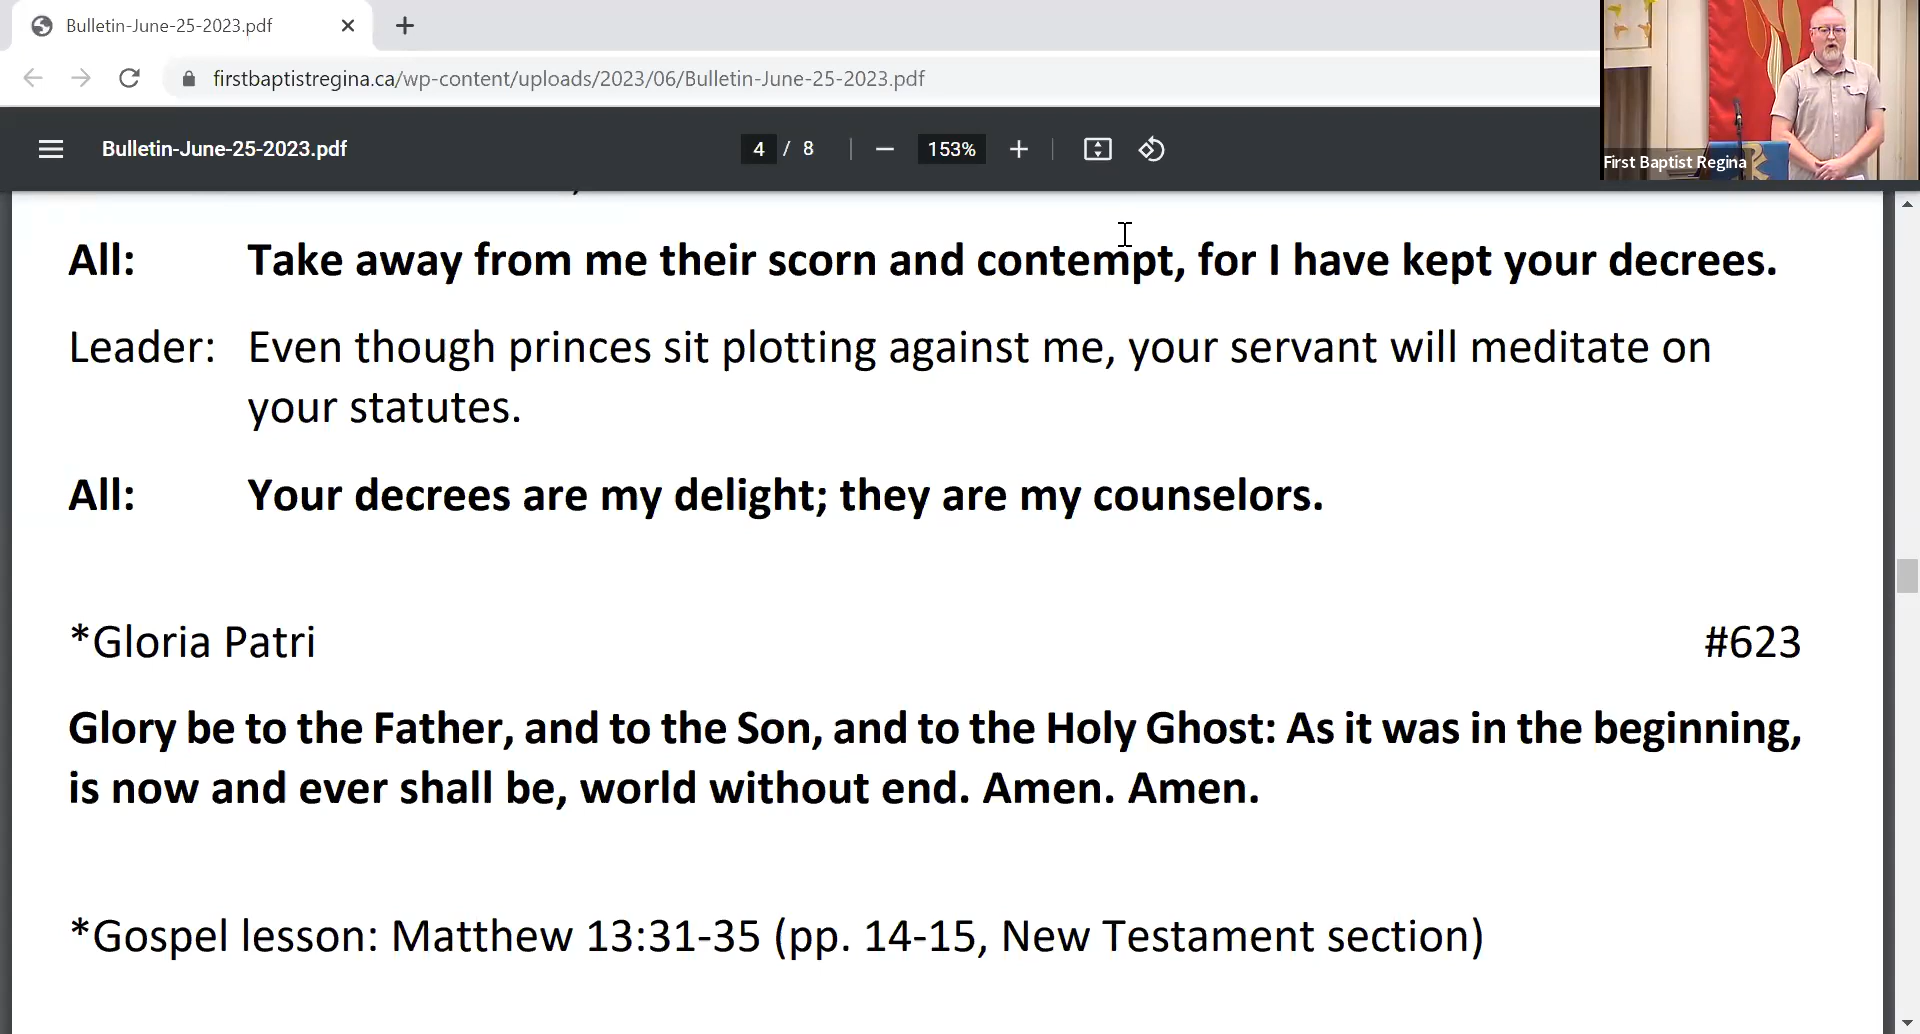 Bulletin-June-25-2023.pdf
firstbaptistregina.ca/wp-content/uploads/2023/06/Bulletin-June-25-2023.pdf
Bulletin-June-25-2023.pdf
4 / 8
153%
First Baptist Regina
All: Take away from me their scorn and contempt, for I have kept your decrees.
Leader: Even though princes sit plotting against me, your servant will meditate on
your statutes.
All: Your decrees are my delight; they are my counselors.
*Gloria Patri #623
Glory be to the Father, and to the Son, and to the Holy Ghost: As it was in the beginning,
is now and ever shall be, world without end. Amen. Amen.
*Gospel lesson: Matthew 13:31-35 (pp. 14-15, New Testament section)